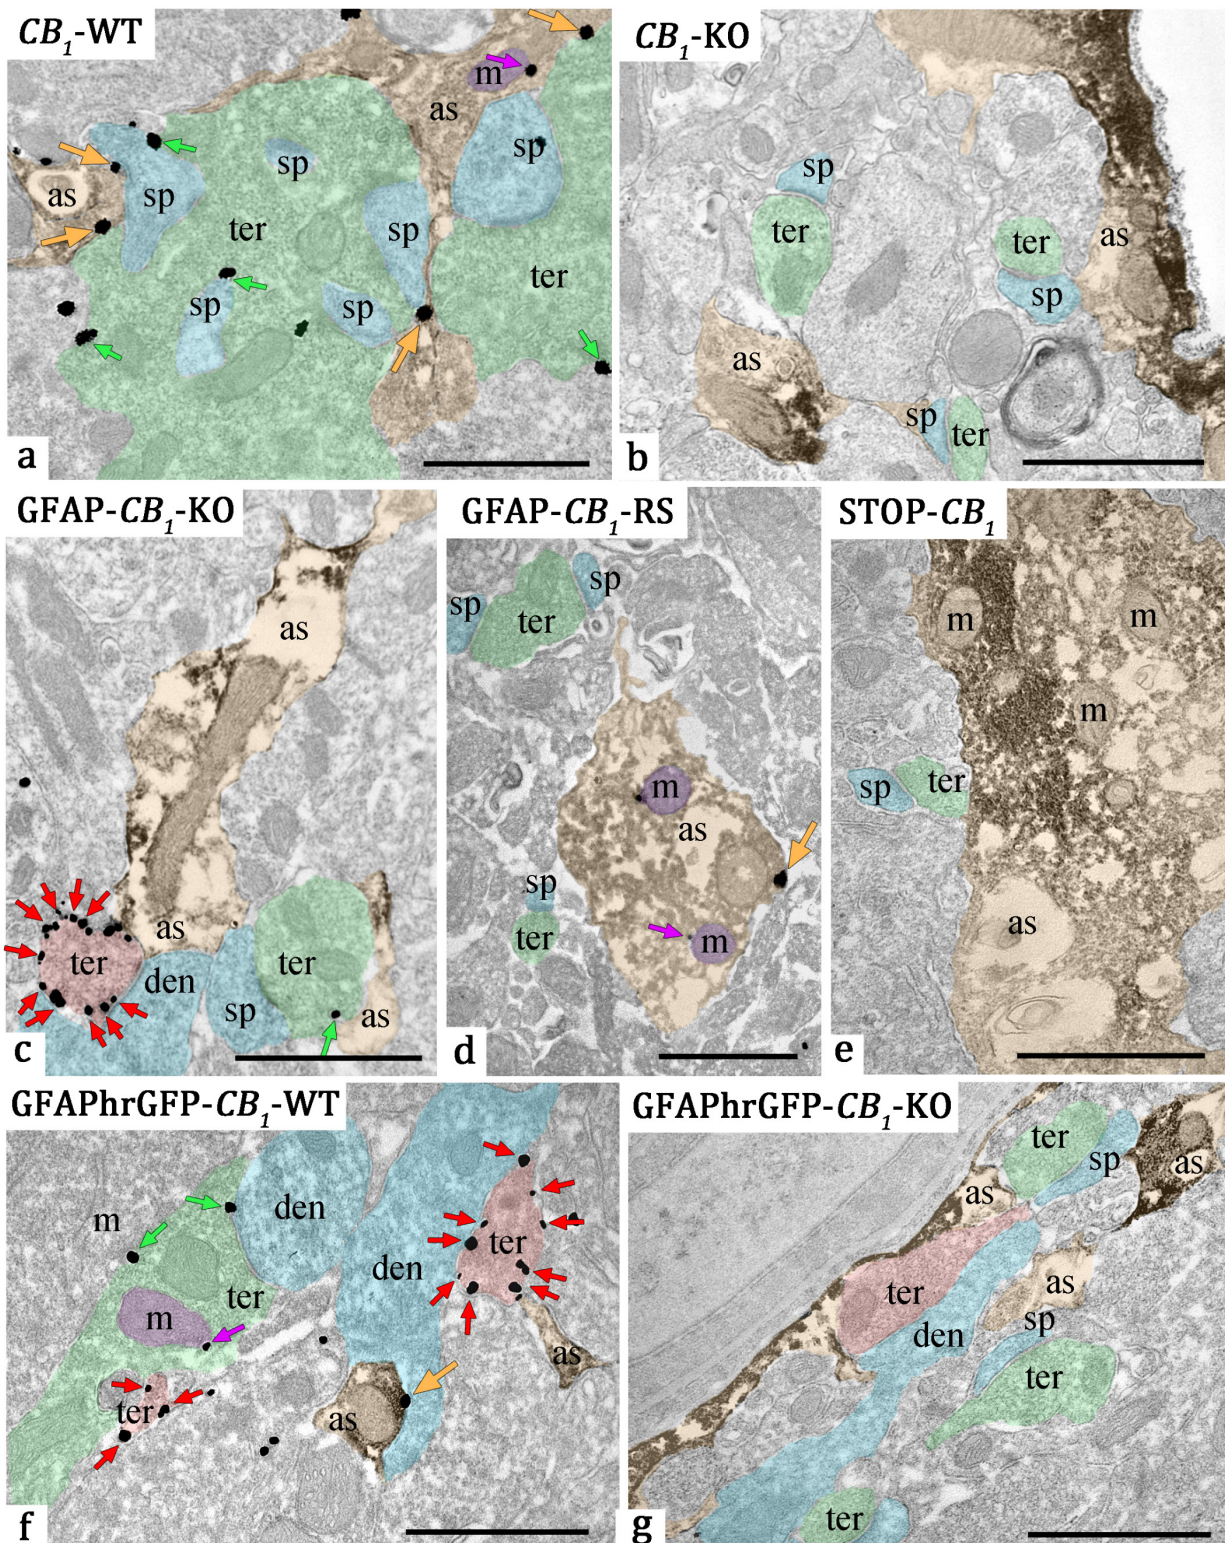 CB₁-WT
m
as
sp
sp
as
sp
sp
ter
ter
sp
sp
a
CB₁-KO
sp
ter
ter
as
sp
as
sp
ter
b
GFAP-CB₁-KO
as
as
ter
ter
den
sp
as
c
GFAP-CB₁-RS
sp
sp
ter
m
as
sp
ter
m
d
STOP-CB₁
m
m
m
ter
sp
as
e
GFAPhrGFP-CB₁-WT
m
den
ter
den
ter
m
as
ter
as
f
GFAPhrGFP-CB₁-KO
ter
sp
as
as
as
ter
den
sp
ter
ter
g